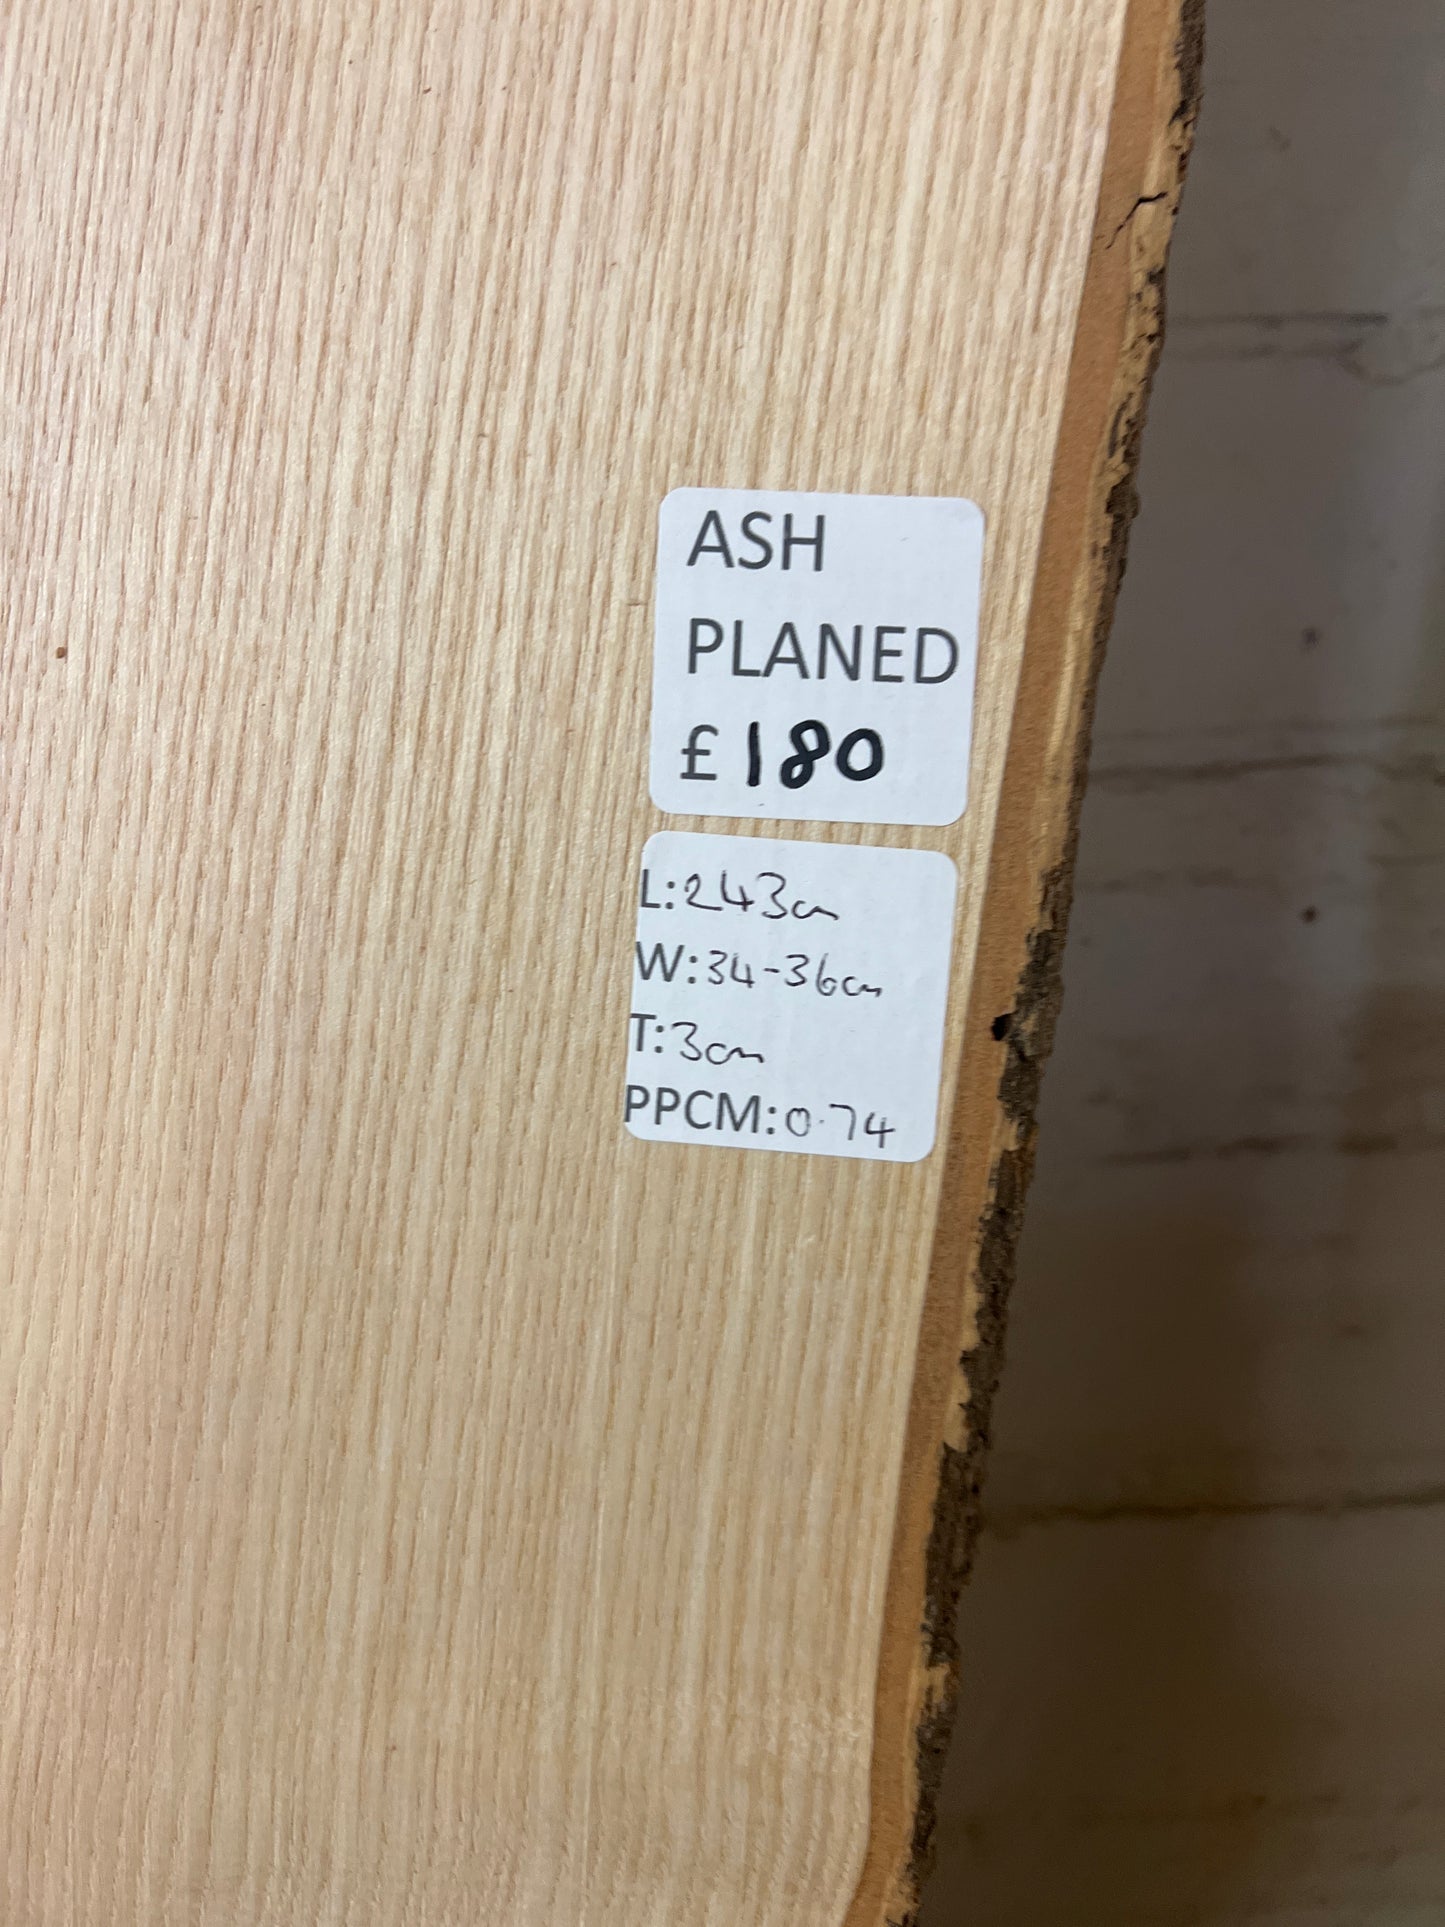 ASH
PLANED
£180
L:243cm
W:34-36cm
T:3cm
PPCM:0.74